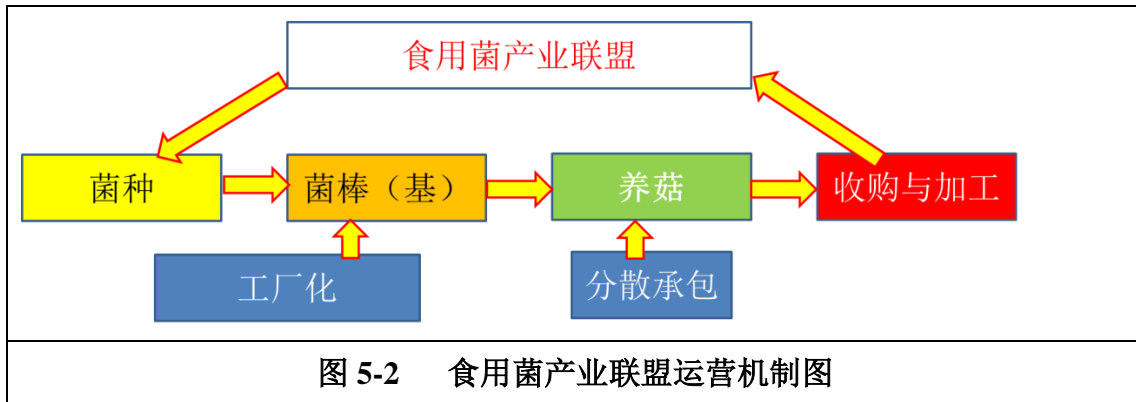 食用菌产业联盟
菌种
菌棒（基）
养菇
收购与加工
工厂化
分散承包
图 5-2 食用菌产业联盟运营机制图